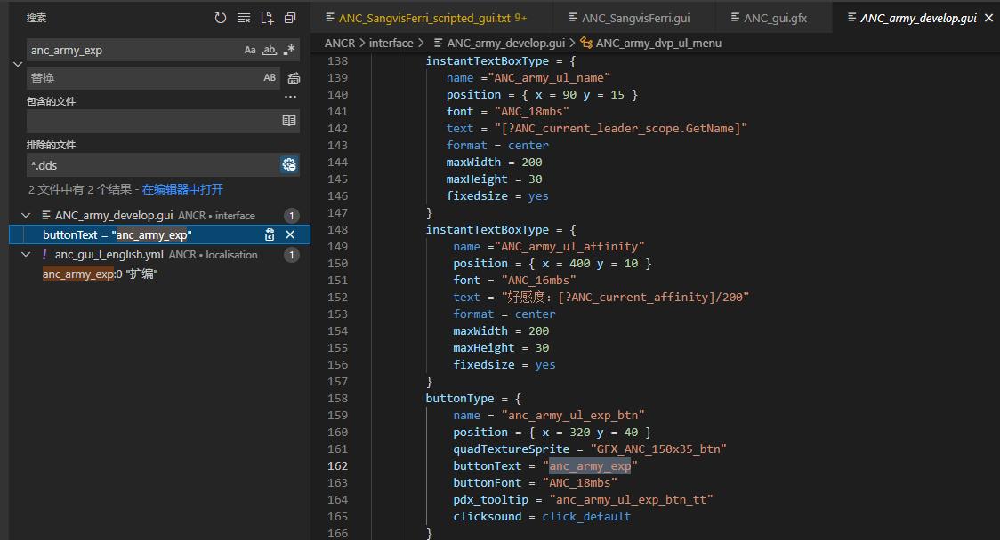 搜索
anc_army_exp
Aa ab .*
替换
AB
包含的文件
排除的文件
*.dds
2 文件中有 2 个结果 - 在编辑器中打开
ANC_army_develop.gui ANCR • interface 1
buttonText = "anc_army_exp"
! anc_gui_l_english.yml ANCR • localisation 1
anc_army_exp:0 "扩编"
ANC_SangvisFerri_scripted_gui.txt 9+ ANC_SangvisFerri.gui ANC_gui.gfx ANC_army_develop.gui
ANCR > interface > ANC_army_develop.gui > ANC_army_dvp_ul_menu
138 instantTextBoxType = {
139 name ="ANC_army_ul_name"
140 position = { x = 90 y = 15 }
141 font = "ANC_18mbs"
142 text = "[?ANC_current_leader_scope.GetName]"
143 format = center
144 maxWidth = 200
145 maxHeight = 30
146 fixedsize = yes
147 }
148 instantTextBoxType = {
149 name ="ANC_army_ul_affinity"
150 position = { x = 400 y = 10 }
151 font = "ANC_16mbs"
152 text = "好感度：[?ANC_current_affinity]/200"
153 format = center
154 maxWidth = 200
155 maxHeight = 30
156 fixedsize = yes
157 }
158 buttonType = {
159 name = "anc_army_ul_exp_btn"
160 position = { x = 320 y = 40 }
161 quadTextureSprite = "GFX_ANC_150x35_btn"
162 buttonText = "anc_army_exp"
163 buttonFont = "ANC_18mbs"
164 pdx_tooltip = "anc_army_ul_exp_btn_tt"
165 clicksound = click_default
166 }